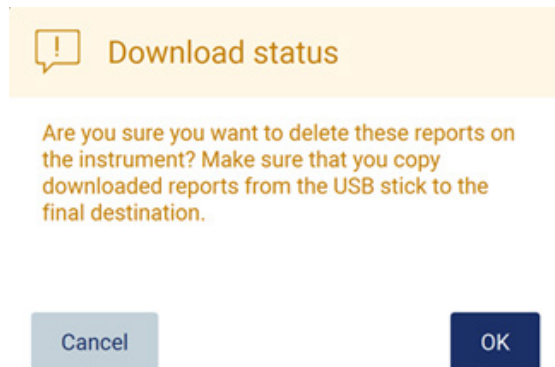 Download status
Are you sure you want to delete these reports on
the instrument? Make sure that you copy
downloaded reports from the USB stick to the
final destination.
Cancel
OK